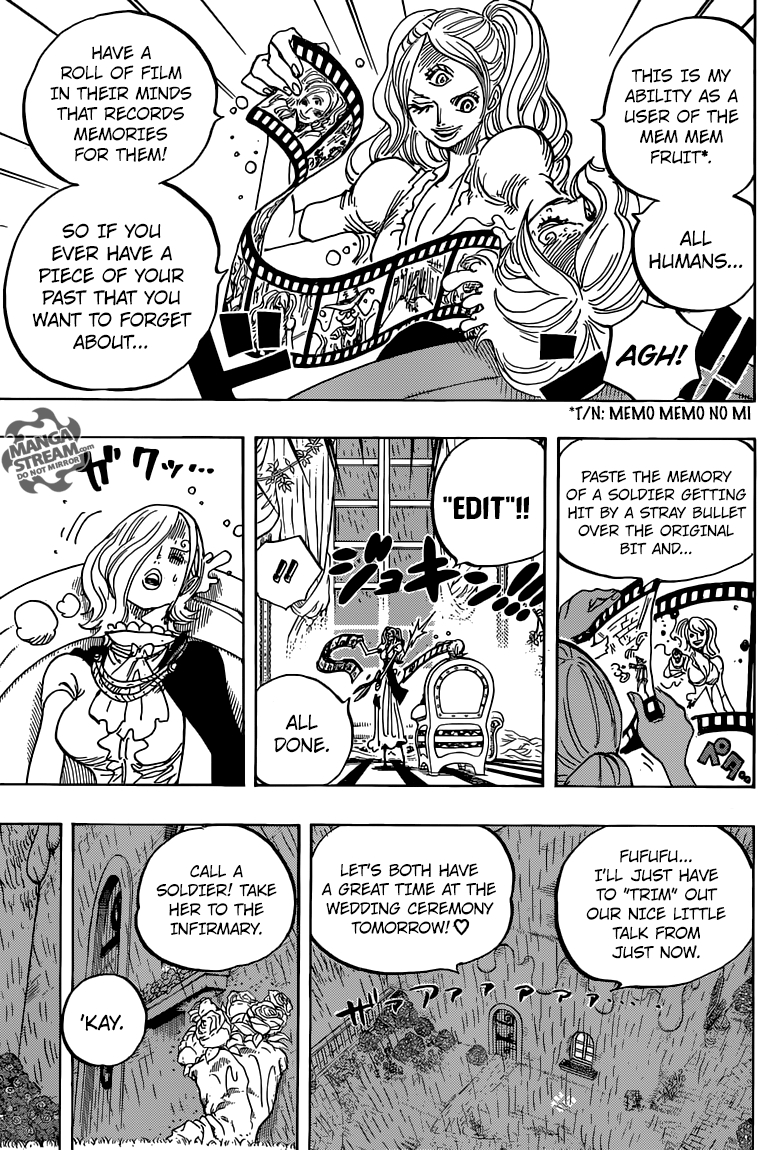 THIS IS MY
ABILITY AS A
USER OF THE
MEM MEM
FRUIT*.
ALL
HUMANS...
HAVE A
ROLL OF FILM
IN THEIR MINDS
THAT RECORDS
MEMORIES
FOR THEM!
SO IF YOU
EVER HAVE A
PIECE OF YOUR
PAST THAT YOU
WANT TO FORGET
ABOUT...
AGH!
*T/N: MEMO MEMO NO MI
PASTE THE MEMORY
OF A SOLDIER GETTING
HIT BY A STRAY BULLET
OVER THE ORIGINAL
BIT AND...
ペタ..
"EDIT"!!
ジョキン!!!
!!
ALL
DONE.
MANGA
STREAM.com
DO NOT MIRROR
ガクッ...
FUFUFU...
I'LL JUST HAVE
TO "TRIM" OUT
OUR NICE LITTLE
TALK FROM
JUST NOW.
LET'S BOTH HAVE
A GREAT TIME AT THE
WEDDING CEREMONY
TOMORROW!♡
ザァァァァ
CALL A
SOLDIER! TAKE
HER TO THE
INFIRMARY.
'KAY.